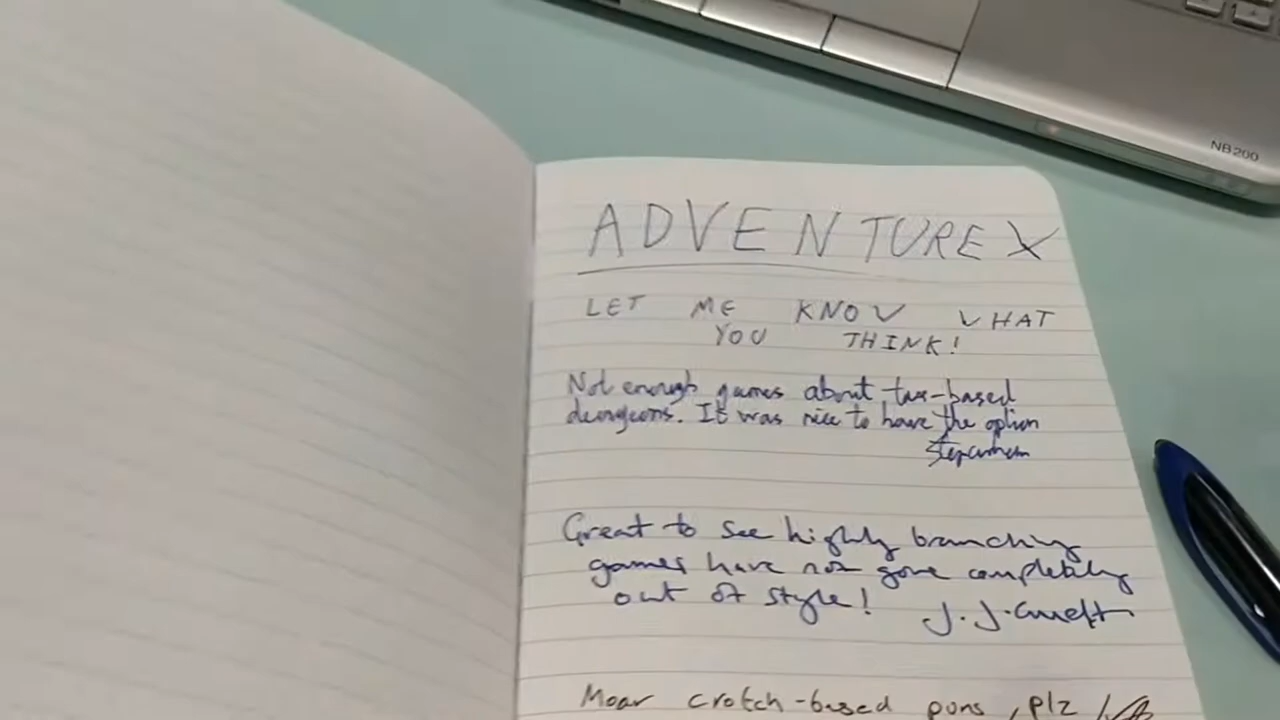 NB200
ADVENTURE X
LET ME KNOW WHAT
YOU THINK!
Not enough games about tax-based
dungeons. It was nice to have the option
Great to see highly branching
games have not gone completely
out of style! J.J.
Moar crotch-based puns, plz